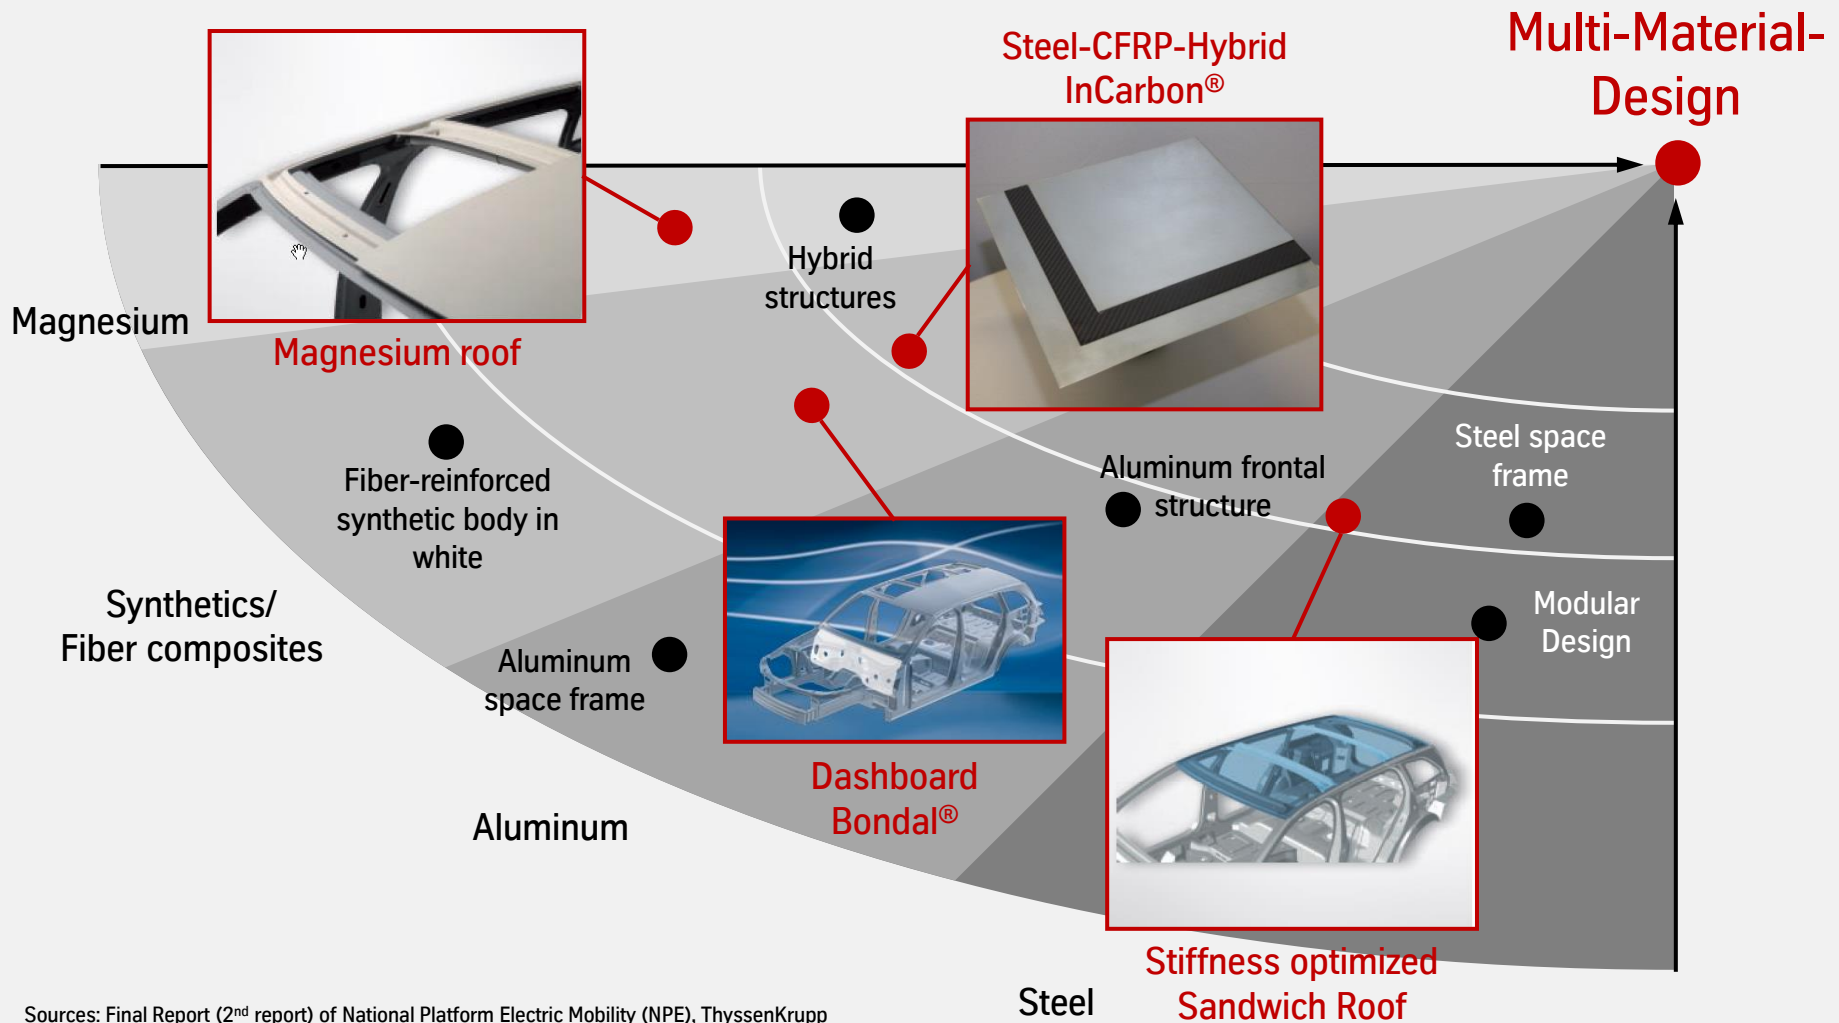 Multi-Material-
Design
Steel-CFRP-Hybrid
InCarbon®
Hybrid
structures
Magnesium
Magnesium roof
Steel space
frame
Aluminum frontal
structure
Fiber-reinforced
synthetic body in
white
Synthetics/
Fiber composites
Modular
Design
Aluminum
space frame
Dashboard
Bondal®
Aluminum
Stiffness optimized
Sandwich Roof
Steel
Sources: Final Report (2nd report) of National Platform Electric Mobility (NPE), ThyssenKrupp